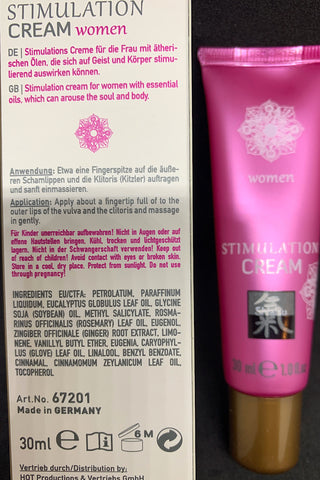 STIMULATION
CREAM women
DE | Stimulations Creme für die Frau mit ätheri-
schen Ölen, die sich auf Geist und Körper stimu-
lierend auswirken können.
GB | Stimulation cream for women with essential
oils, which can arouse the soul and body.
Anwendung: Etwa eine Fingerspitze auf die äuße-
ren Schamlippen und die Klitoris (Kitzler) auftragen
und sanft einmassieren.
Application: Apply about a fingertip full of to the
outer lips of the vulva and the clitoris and massage
in gently.
Für Kinder unerreichbar aufbewahren! Nicht in Augen oder auf
offene Hautstellen bringen. Kühl, trocken und lichtgeschützt
lagern. Nicht in der Schwangerschaft verwenden! Keep out
of reach of children! Avoid contact with eyes or broken skin.
Store in a cool, dry place. Protect from sunlight. Do not use
through pregnancy!
INGREDIENTS EU/CTFA: PETROLATUM, PARAFFINUM
LIQUIDUM, EUCALYPTUS GLOBULUS LEAF OIL, GLYCINE
SOJA (SOYBEAN) OIL, METHYL SALICYLATE, ROSMA-
RINUS OFFICINALIS (ROSEMARY) LEAF OIL, EUGENOL,
ZINGIBER OFFICINALE (GINGER) ROOT EXTRACT, LIMO-
NENE, VANILLYL BUTYL ETHER, EUGENIA, CARYOPHYL-
LUS (CLOVE) LEAF OIL, LINALOOL, BENZYL BENZOATE,
CINNAMAL, CINNAMOMUM ZEYLANICUM LEAF OIL,
TOCOPHEROL
Art.No. 67201
Made in GERMANY
30ml e 6 M
Vertrieb durch/Distribution by:
HOT Productions & Vertriebs GmbH
women
STIMULATION
CREAM
氣
30 ml e 1.0 fl.oz